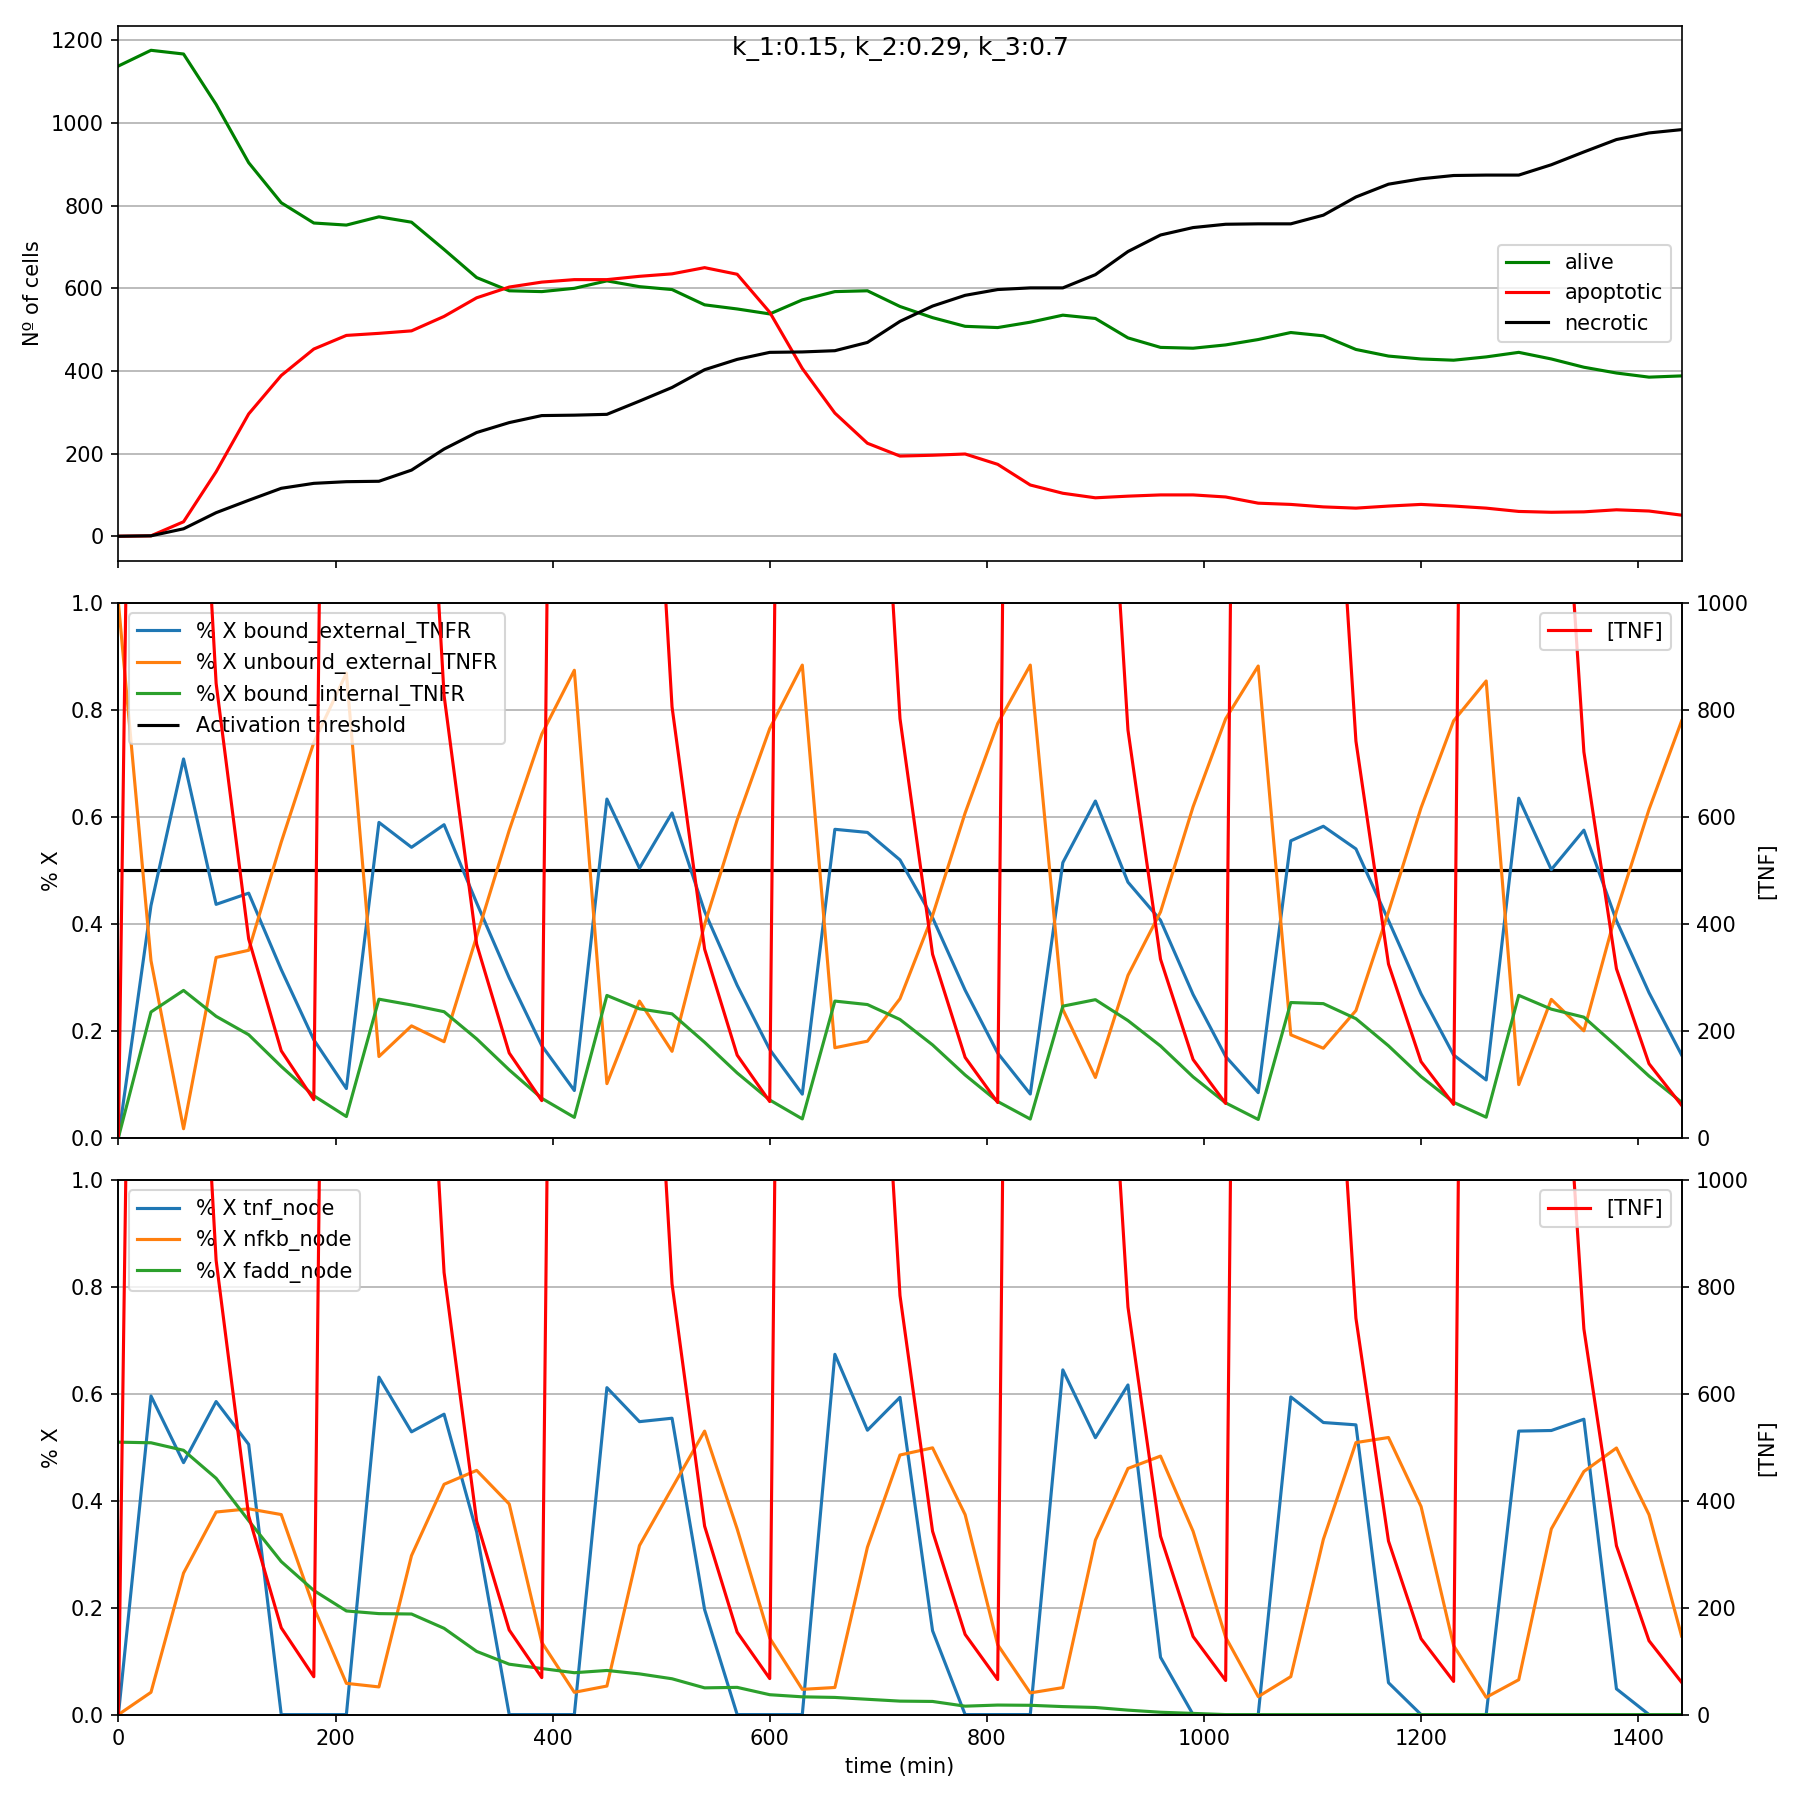 k_1:0.15, k_2:0.29, k_3:0.7
1200
1000
800
600
400
200
0
Nº of cells
alive
apoptotic
necrotic
1.0
0.8
0.6
0.4
0.2
0.0
% X
% X bound_external_TNFR
% X unbound_external_TNFR
% X bound_internal_TNFR
Activation threshold
[TNF]
1000
800
600
400
200
0
[TNF]
1.0
0.8
0.6
0.4
0.2
0.0
% X
% X tnf_node
% X nfkb_node
% X fadd_node
[TNF]
1000
800
600
400
200
0
[TNF]
0 200 400 600 800 1000 1200 1400
time (min)